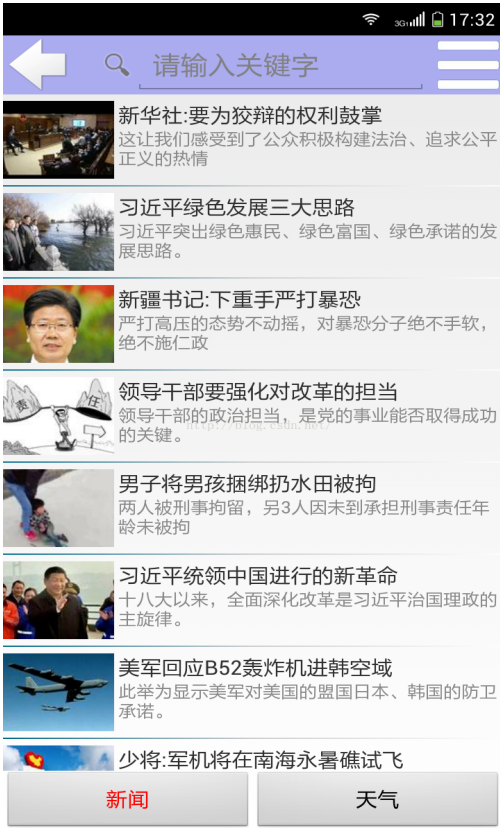 3G1 17:32
请输入关键字
新华社:要为狡辩的权利鼓掌
这让我们感受到了公众积极构建法治、追求公平
正义的热情
习近平绿色发展三大思路
习近平突出绿色惠民、绿色富国、绿色承诺的发
展思路。
新疆书记:下重手严打暴恐
严打高压的态势不动摇，对暴恐分子绝不手软，
绝不施仁政
责 任
领导干部要强化对改革的担当
领导干部的政治担当，是党的事业能否取得成功
的关键。
http://blog.csdn.net/
男子将男孩捆绑扔水田被拘
两人被刑事拘留，另3人因未到承担刑事责任年
龄未被拘
习近平统领中国进行的新革命
十八大以来，全面深化改革是习近平治国理政的
主旋律。
美军回应B52轰炸机进韩空域
此举为显示美军对美国的盟国日本、韩国的防卫
承诺。
少将:军机将在南海永暑礁试飞
新闻
天气